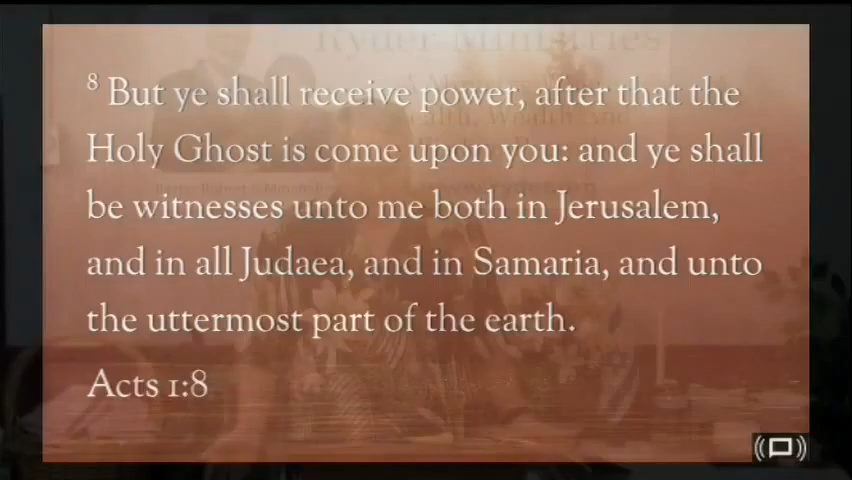 Ryder Ministries
8 But ye shall receive power, after that the
Holy Ghost is come upon you: and ye shall
be witnesses unto me both in Jerusalem,
and in all Judaea, and in Samaria, and unto
the uttermost part of the earth.
Acts 1:8